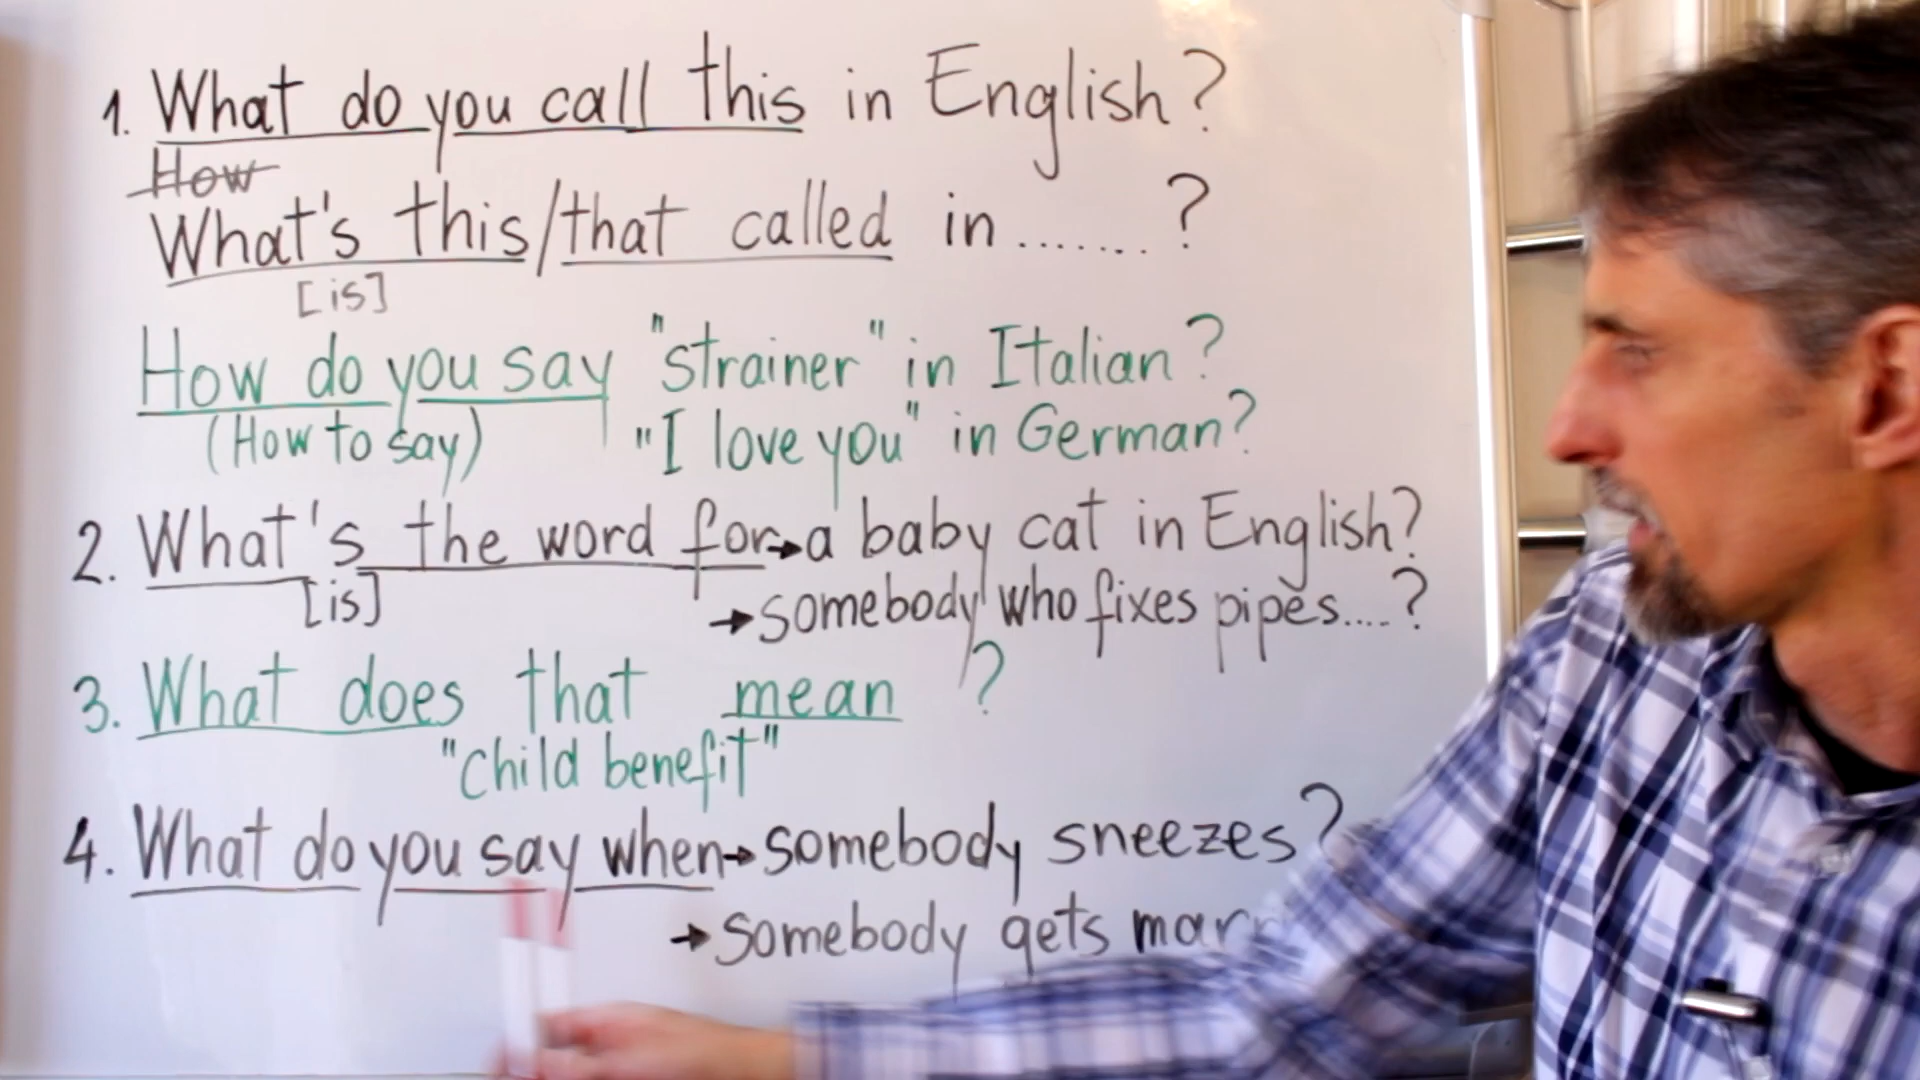 1. What do you call this in English?
How
What's this/that called in .......?
[is]
How do you say "strainer" in Italian?
(How to say) "I love you" in German?
2. What's the word for→a baby cat in English?
[is] →somebody who fixes pipes....?
3. What does that mean ?
"child benefit"
4. What do you say when→somebody sneezes?
→somebody gets